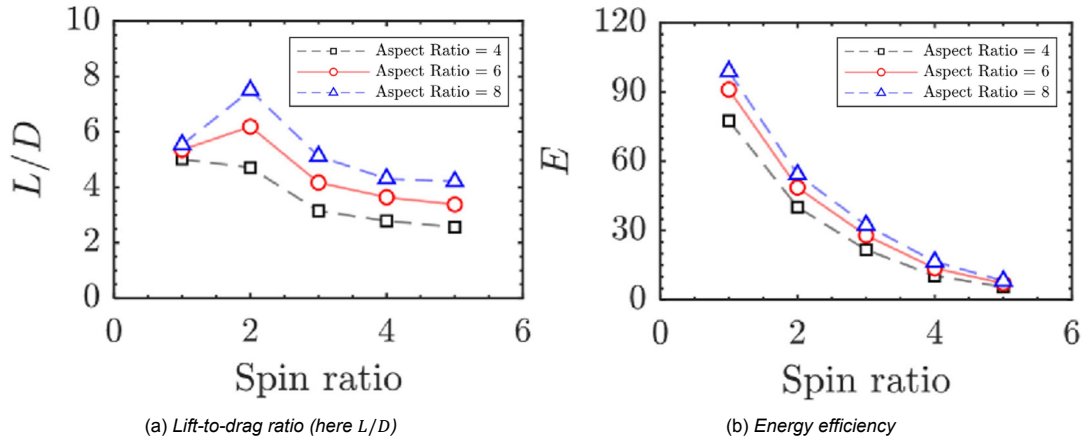 10
8
6
4
2
0
L/D
Aspect Ratio = 4
Aspect Ratio = 6
Aspect Ratio = 8
0
2
4
6
Spin ratio
(a) Lift-to-drag ratio (here L/D)
120
90
60
30
0
E
Aspect Ratio = 4
Aspect Ratio = 6
Aspect Ratio = 8
0
2
4
6
Spin ratio
(b) Energy efficiency